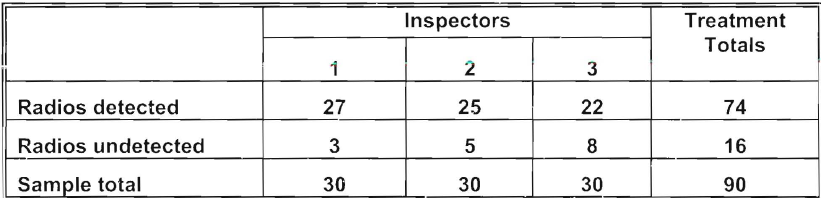 Inspectors Treatment
Totals
1 2 3
Radios detected 27 25 22 74
Radios undetected 3 5 8 16
Sample total 30 30 30 90